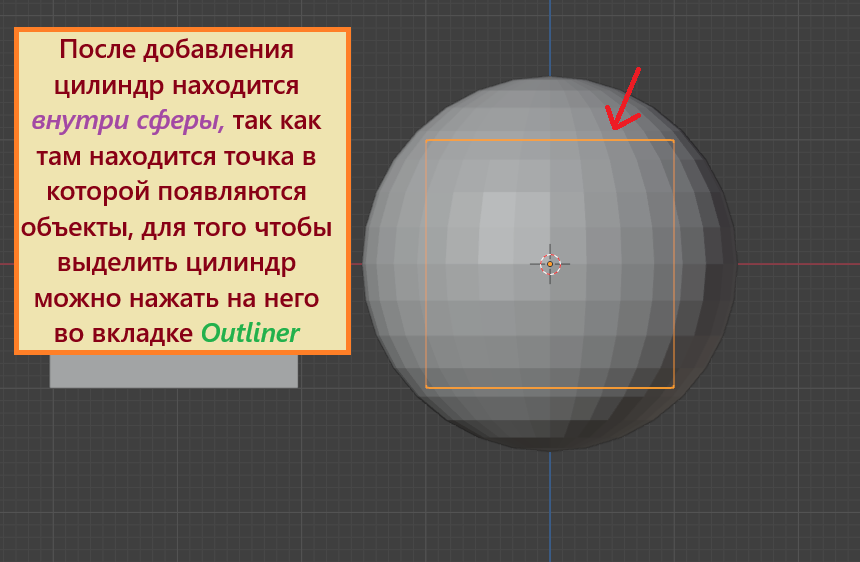 После добавления
цилиндр находится
внутри сферы, так как
там находится точка в
которой появляются
объекты, для того чтобы
выделить цилиндр
можно нажать на него
во вкладке Outliner